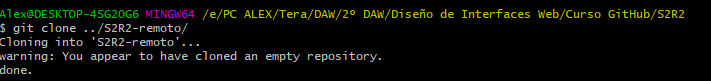 Alex@DESKTOP-4SG2OG6 MINGW64 /e/PC ALEX/Tera/DAW/2º DAW/Diseño de Interfaces Web/Curso GitHub/S2R2
$ git clone ../S2R2-remoto/
Cloning into 'S2R2-remoto'...
warning: You appear to have cloned an empty repository.
done.